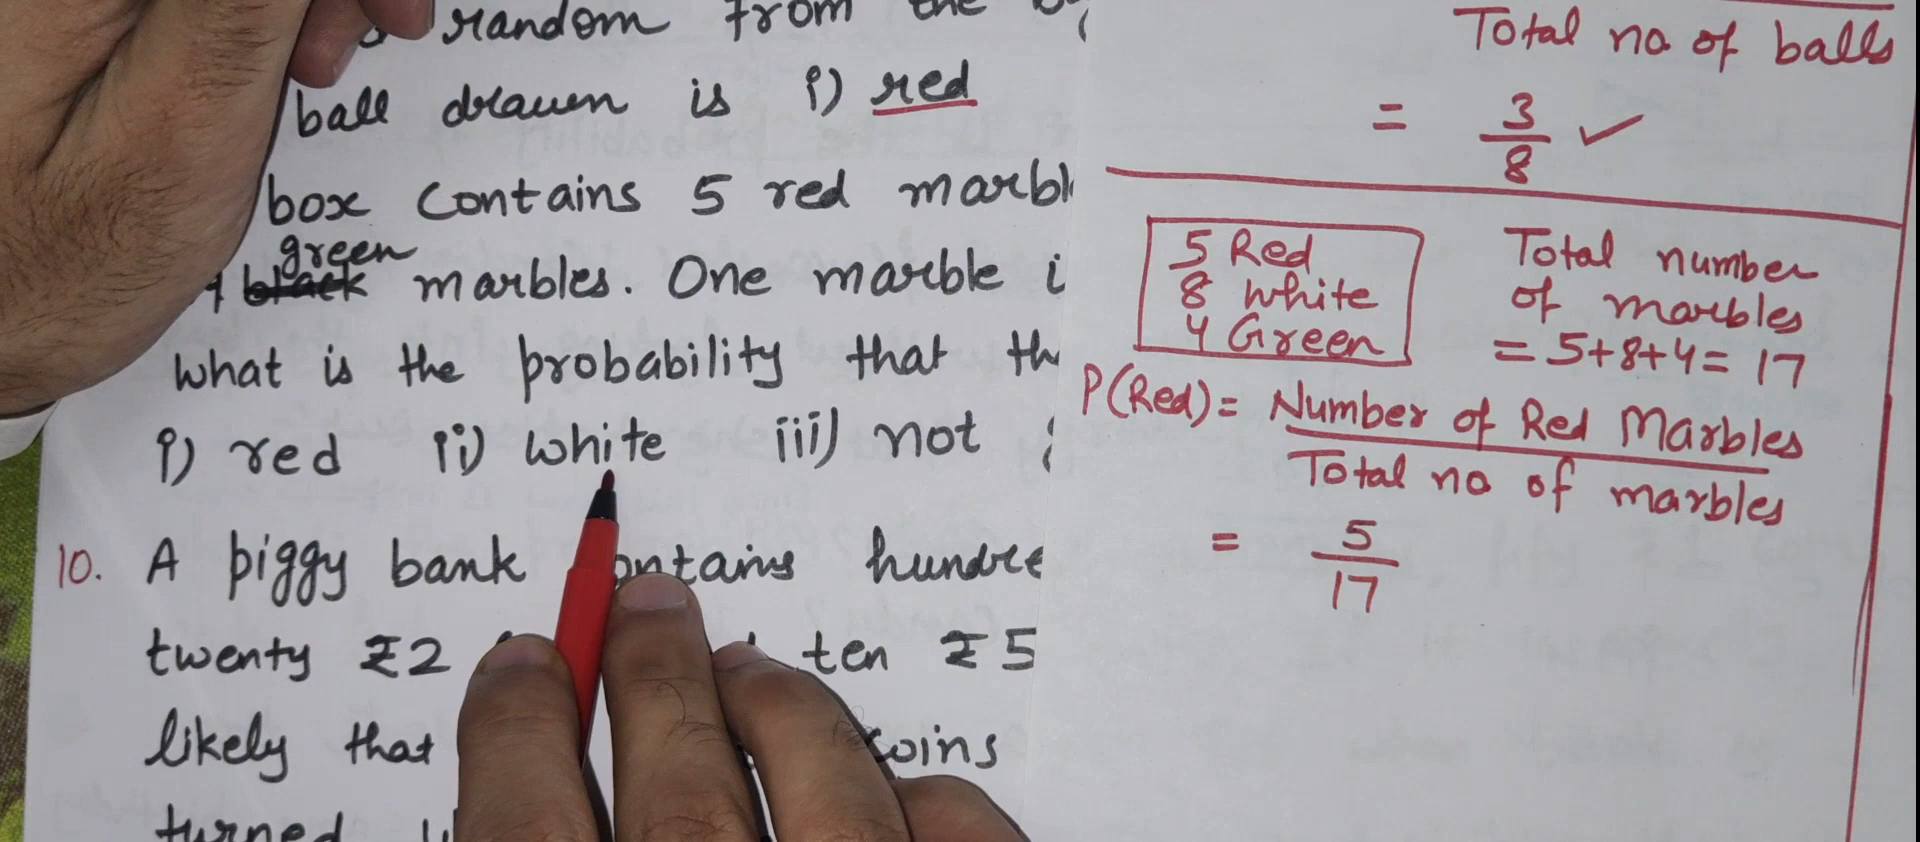 random from the
ball drawn is i) red
box contains 5 red marbl
green
4 black marbles. One marble i
what is the probability that th
i) red ii) white iii) not
10. A piggy bank contains hundre
twenty ₹2 ten ₹5
likely that coins
turned
Total no of balls
= 3/8 ✓
5 Red
8 white
4 Green
Total number
of marbles
= 5+8+4= 17
P(Red)= Number of Red Marbles
Total no of marbles
= 5/17